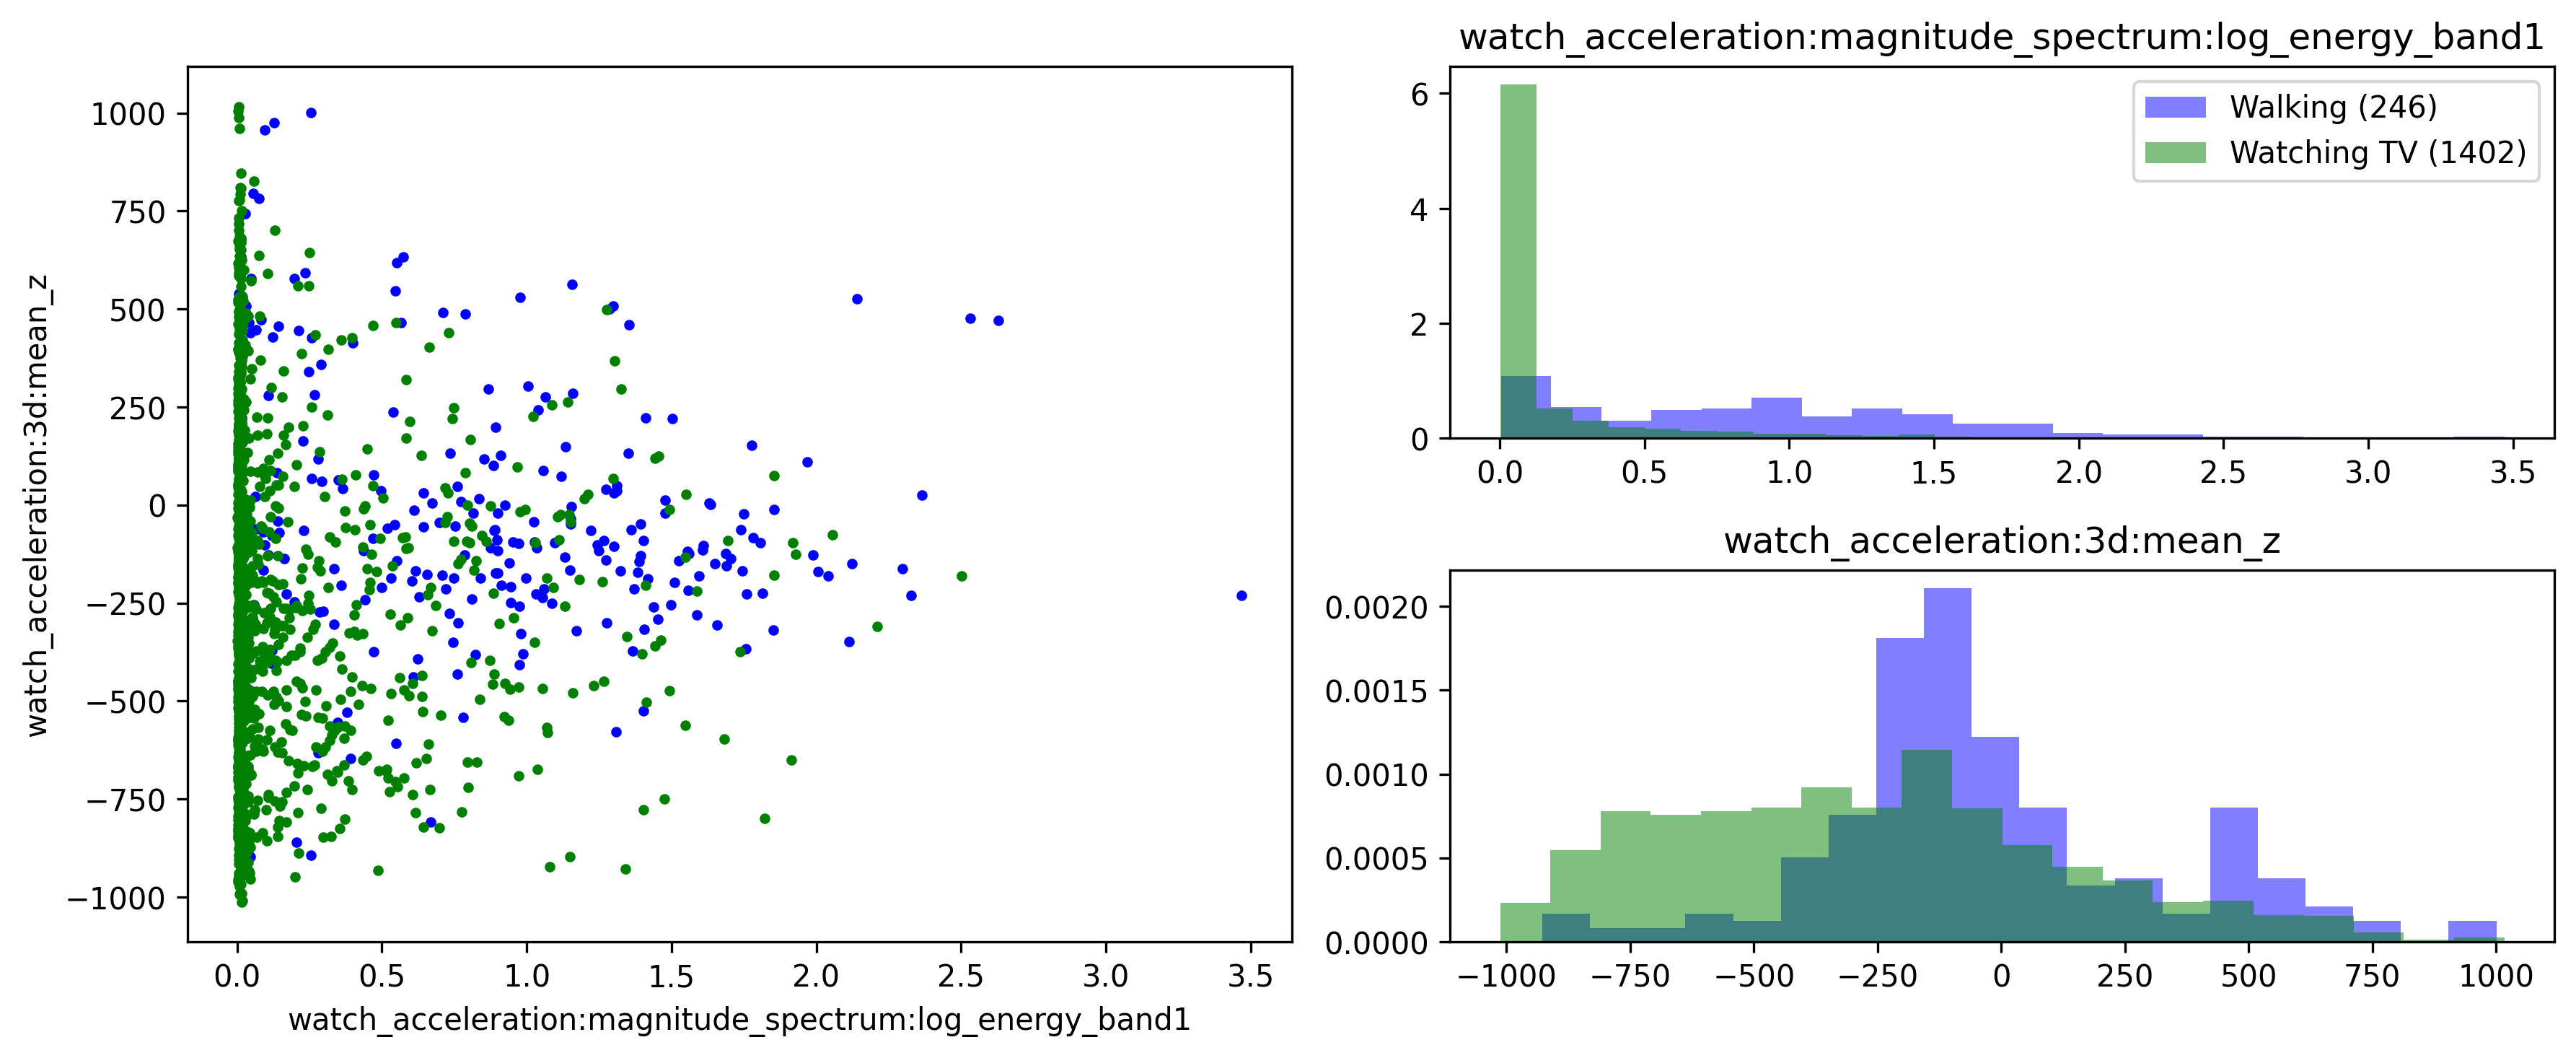 watch_acceleration:3d:mean_z
1000
750
500
250
0
−250
−500
−750
−1000
0.0 0.5 1.0 1.5 2.0 2.5 3.0 3.5
watch_acceleration:magnitude_spectrum:log_energy_band1
watch_acceleration:magnitude_spectrum:log_energy_band1
Walking (246)
Watching TV (1402)
6
4
2
0
0.0 0.5 1.0 1.5 2.0 2.5 3.0 3.5
watch_acceleration:3d:mean_z
0.0020
0.0015
0.0010
0.0005
0.0000
−1000 −750 −500 −250 0 250 500 750 1000